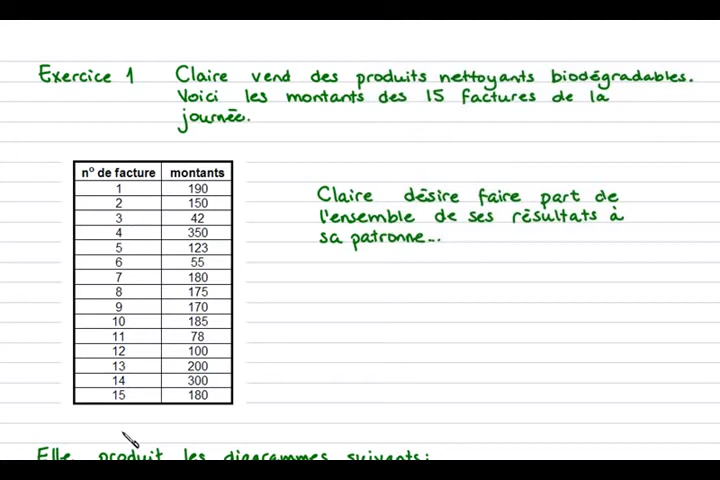 Exercice 1 Claire vend des produits nettoyants biodégradables.
Voici les montants des 15 factures de la
journée.
n° de facture montants
1 190
2 150
3 42
4 350
5 123
6 55
7 180
8 175
9 170
10 185
11 78
12 100
13 200
14 300
15 180
Claire désire faire part de
l'ensemble de ses résultats à
sa patronne...
Elle produit les diagrammes suivants: